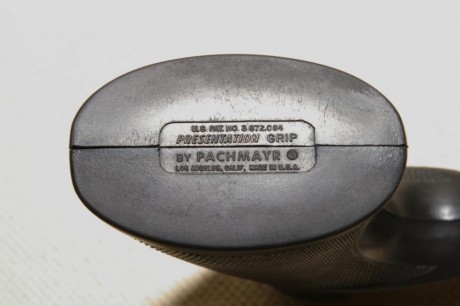 U.S. PAT. NO. 3,672,084
PRESENTATION GRIP
BY PACHMAYR
LOS ANGELES, CALIF. MADE IN U.S.A.